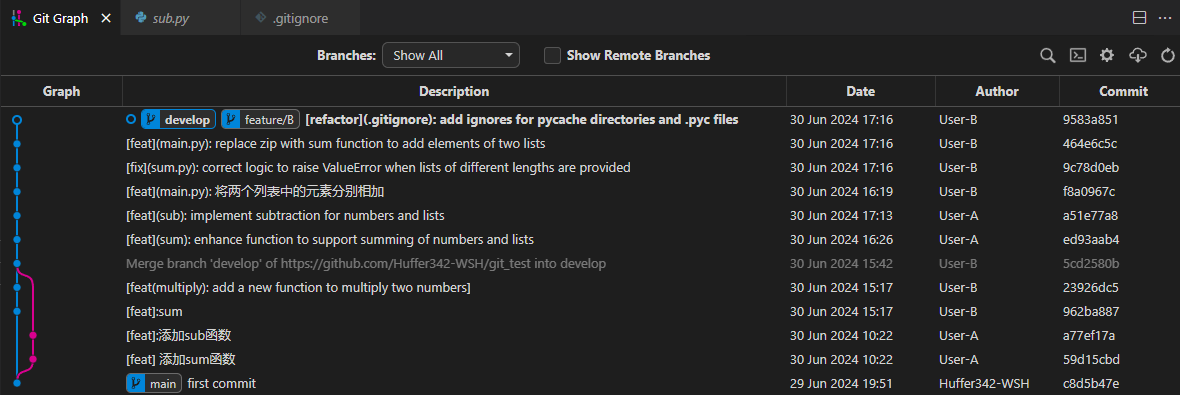 Git Graph sub.py .gitignore
Branches: Show All Show Remote Branches
Graph Description Date Author Commit
develop feature/B [refactor](.gitignore): add ignores for pycache directories and .pyc files 30 Jun 2024 17:16 User-B 9583a851
[feat](main.py): replace zip with sum function to add elements of two lists 30 Jun 2024 17:16 User-B 464e6c5c
[fix](sum.py): correct logic to raise ValueError when lists of different lengths are provided 30 Jun 2024 17:16 User-B 9c78d0eb
[feat](main.py): 将两个列表中的元素分别相加 30 Jun 2024 16:19 User-B f8a0967c
[feat](sub): implement subtraction for numbers and lists 30 Jun 2024 17:13 User-A a51e77a8
[feat](sum): enhance function to support summing of numbers and lists 30 Jun 2024 16:26 User-A ed93aab4
Merge branch 'develop' of https://github.com/Huffer342-WSH/git_test into develop 30 Jun 2024 15:42 User-B 5cd2580b
[feat(multiply): add a new function to multiply two numbers] 30 Jun 2024 15:17 User-B 23926dc5
[feat]:sum 30 Jun 2024 15:17 User-B 962ba887
[feat]:添加sub函数 30 Jun 2024 10:22 User-A a77ef17a
[feat] 添加sum函数 30 Jun 2024 10:22 User-A 59d15cbd
main first commit 29 Jun 2024 19:51 Huffer342-WSH c8d5b47e